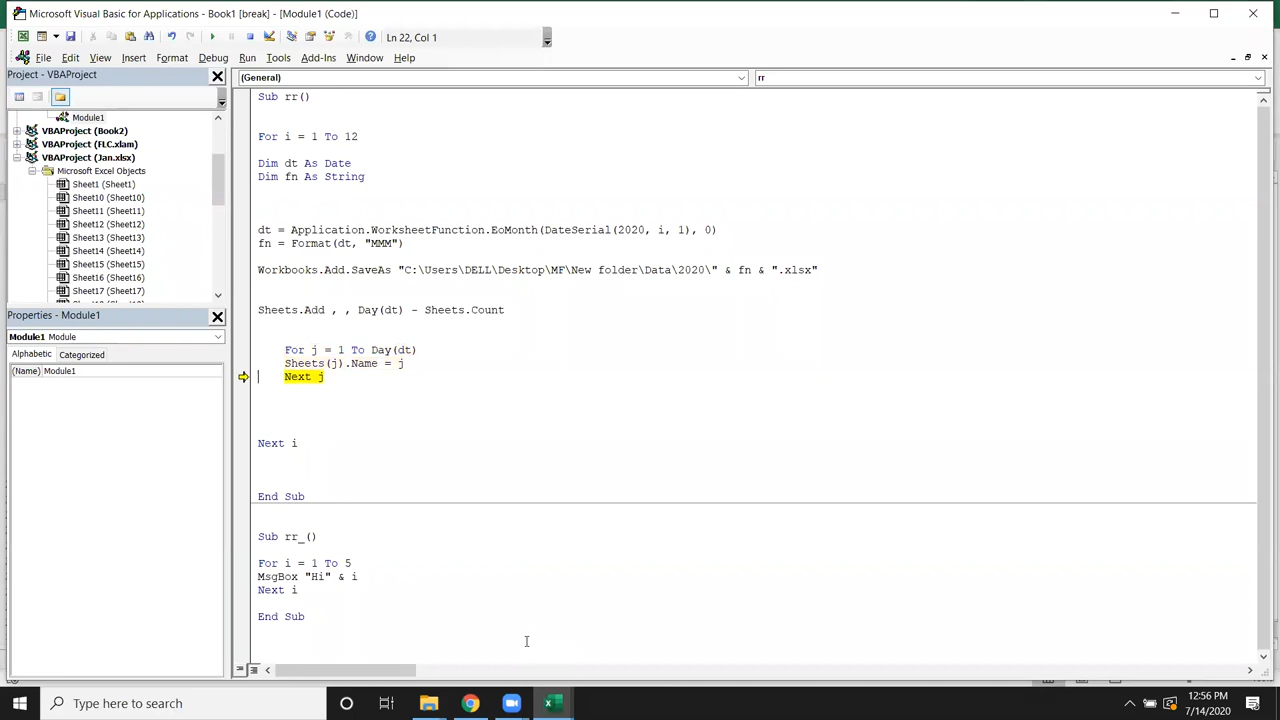 Microsoft Visual Basic for Applications - Book1 [break] - [Module1 (Code)]
Ln 22, Col 1
File Edit View Insert Format Debug Run Tools Add-Ins Window Help
Project - VBAProject
(General)
rr
Module1
VBAProject (Book2)
VBAProject (FLC.xlam)
VBAProject (Jan.xlsx)
Microsoft Excel Objects
Sheet1 (Sheet1)
Sheet10 (Sheet10)
Sheet11 (Sheet11)
Sheet12 (Sheet12)
Sheet13 (Sheet13)
Sheet14 (Sheet14)
Sheet15 (Sheet15)
Sheet16 (Sheet16)
Sheet17 (Sheet17)
Properties - Module1
Module1 Module
Alphabetic Categorized
(Name) Module1
Sub rr()
For i = 1 To 12
Dim dt As Date
Dim fn As String
dt = Application.WorksheetFunction.EoMonth(DateSerial(2020, i, 1), 0)
fn = Format(dt, "MMM")
Workbooks.Add.SaveAs "C:\Users\DELL\Desktop\MF\New folder\Data\2020\" & fn & ".xlsx"
Sheets.Add , , Day(dt) - Sheets.Count
For j = 1 To Day(dt)
Sheets(j).Name = j
Next j
Next i
End Sub
Sub rr_()
For i = 1 To 5
MsgBox "Hi" & i
Next i
End Sub
Type here to search
12:56 PM
7/14/2020